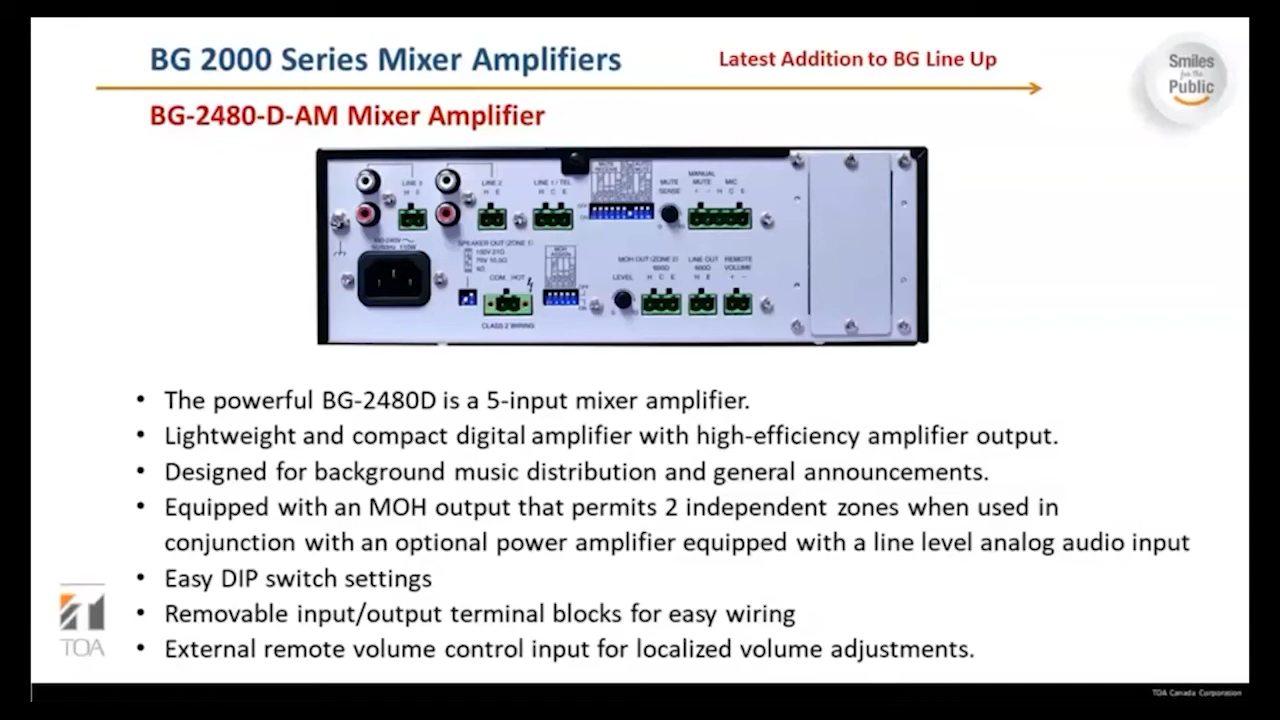 BG 2000 Series Mixer Amplifiers
Latest Addition to BG Line Up
Smiles
for the
Public
BG-2480-D-AM Mixer Amplifier
LINE 3
H E
LINE 2
H E
LINE 1 / TEL
H C E
MUTE
SENSE
MANUAL
MUTE MIC
+ − H C E
SPEAKER OUT (ZONE 1)
COM HOT
CLASS 2 WIRING
MOH
ASSIGN
LEVEL
MOH OUT (ZONE 2)
600Ω
H C E
LINE OUT
600Ω
H E
REMOTE
VOLUME
+ −
• The powerful BG-2480D is a 5-input mixer amplifier.
• Lightweight and compact digital amplifier with high-efficiency amplifier output.
• Designed for background music distribution and general announcements.
• Equipped with an MOH output that permits 2 independent zones when used in
conjunction with an optional power amplifier equipped with a line level analog audio input
• Easy DIP switch settings
• Removable input/output terminal blocks for easy wiring
• External remote volume control input for localized volume adjustments.
TOA
TOA Canada Corporation